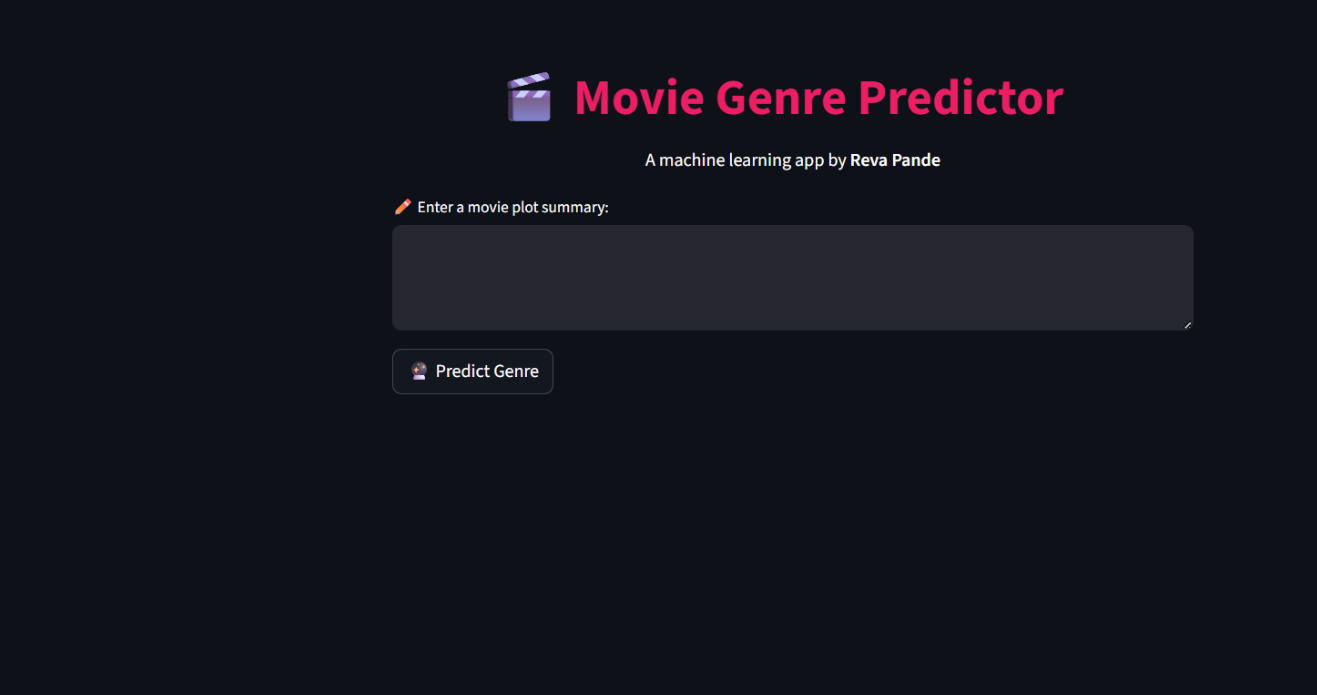 Movie Genre Predictor
A machine learning app by Reva Pande
Enter a movie plot summary:
Predict Genre